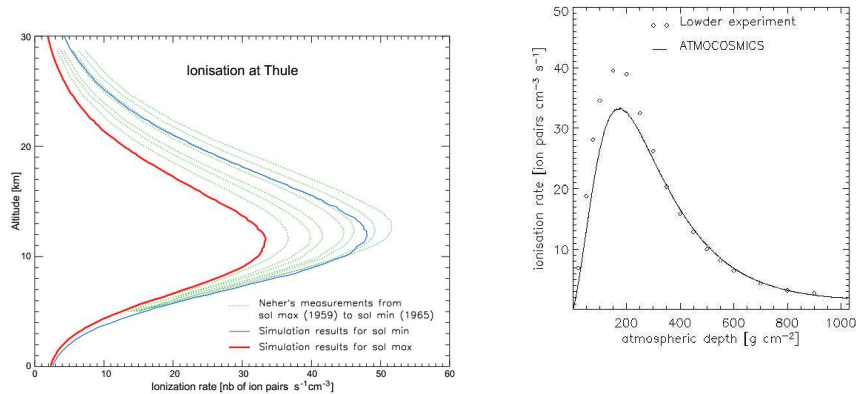 Ionisation at Thule
30
20
10
0
Altitude [km]
Neher's measurements from
sol max (1959) to sol min (1965)
Simulation results for sol min
Simulation results for sol max
0 10 20 30 40 50 60
Ionization rate [nb of ion pairs s⁻¹cm⁻³]
Lowder experiment
ATMOCOSMICS
50
40
30
20
10
ionisation rate [ion pairs cm⁻³ s⁻¹]
0 200 400 600 800 1000
atmospheric depth [g cm⁻²]